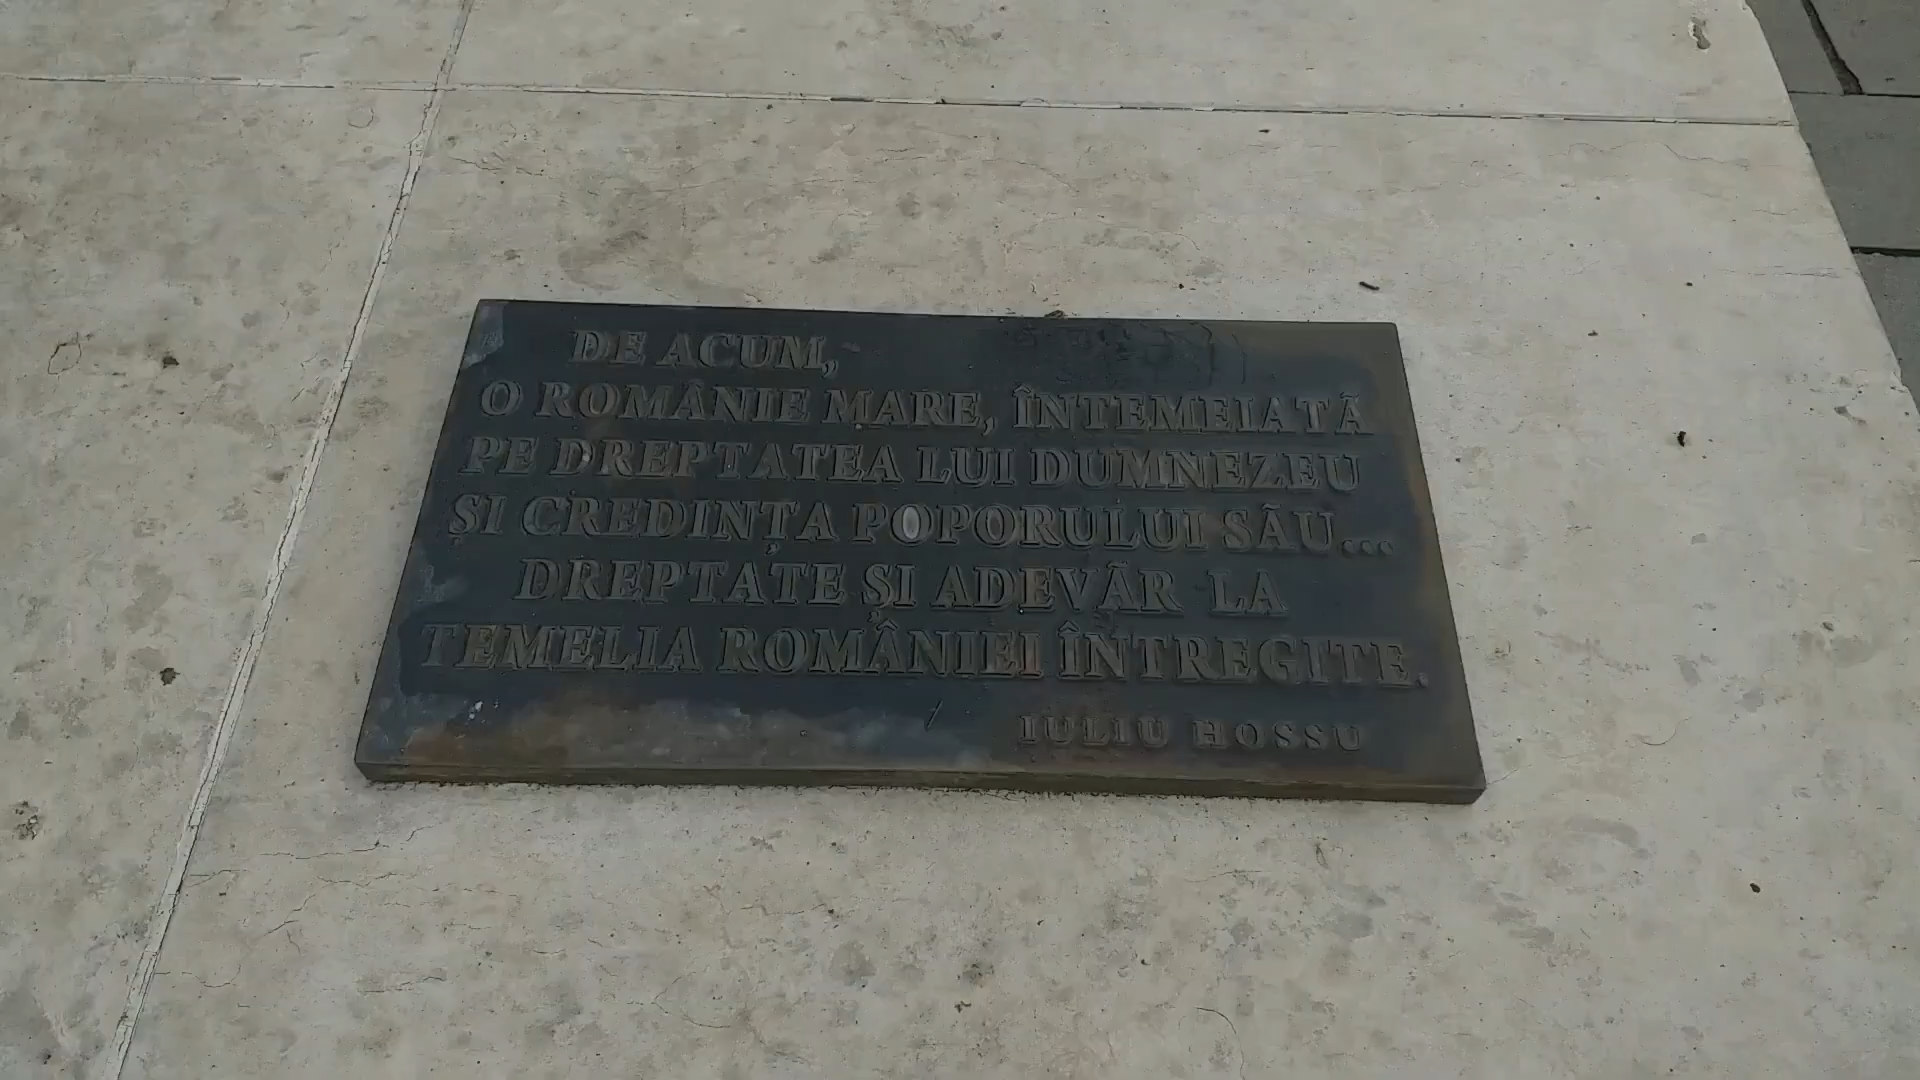 DE ACUM,
O ROMÂNIE MARE, ÎNTEMEIATĂ
PE DREPTATEA LUI DUMNEZEU
ȘI CREDINȚA POPORULUI SĂU...
DREPTATE ȘI ADEVĂR LA
TEMELIA ROMÂNIEI ÎNTREGITE.
IULIU HOSSU